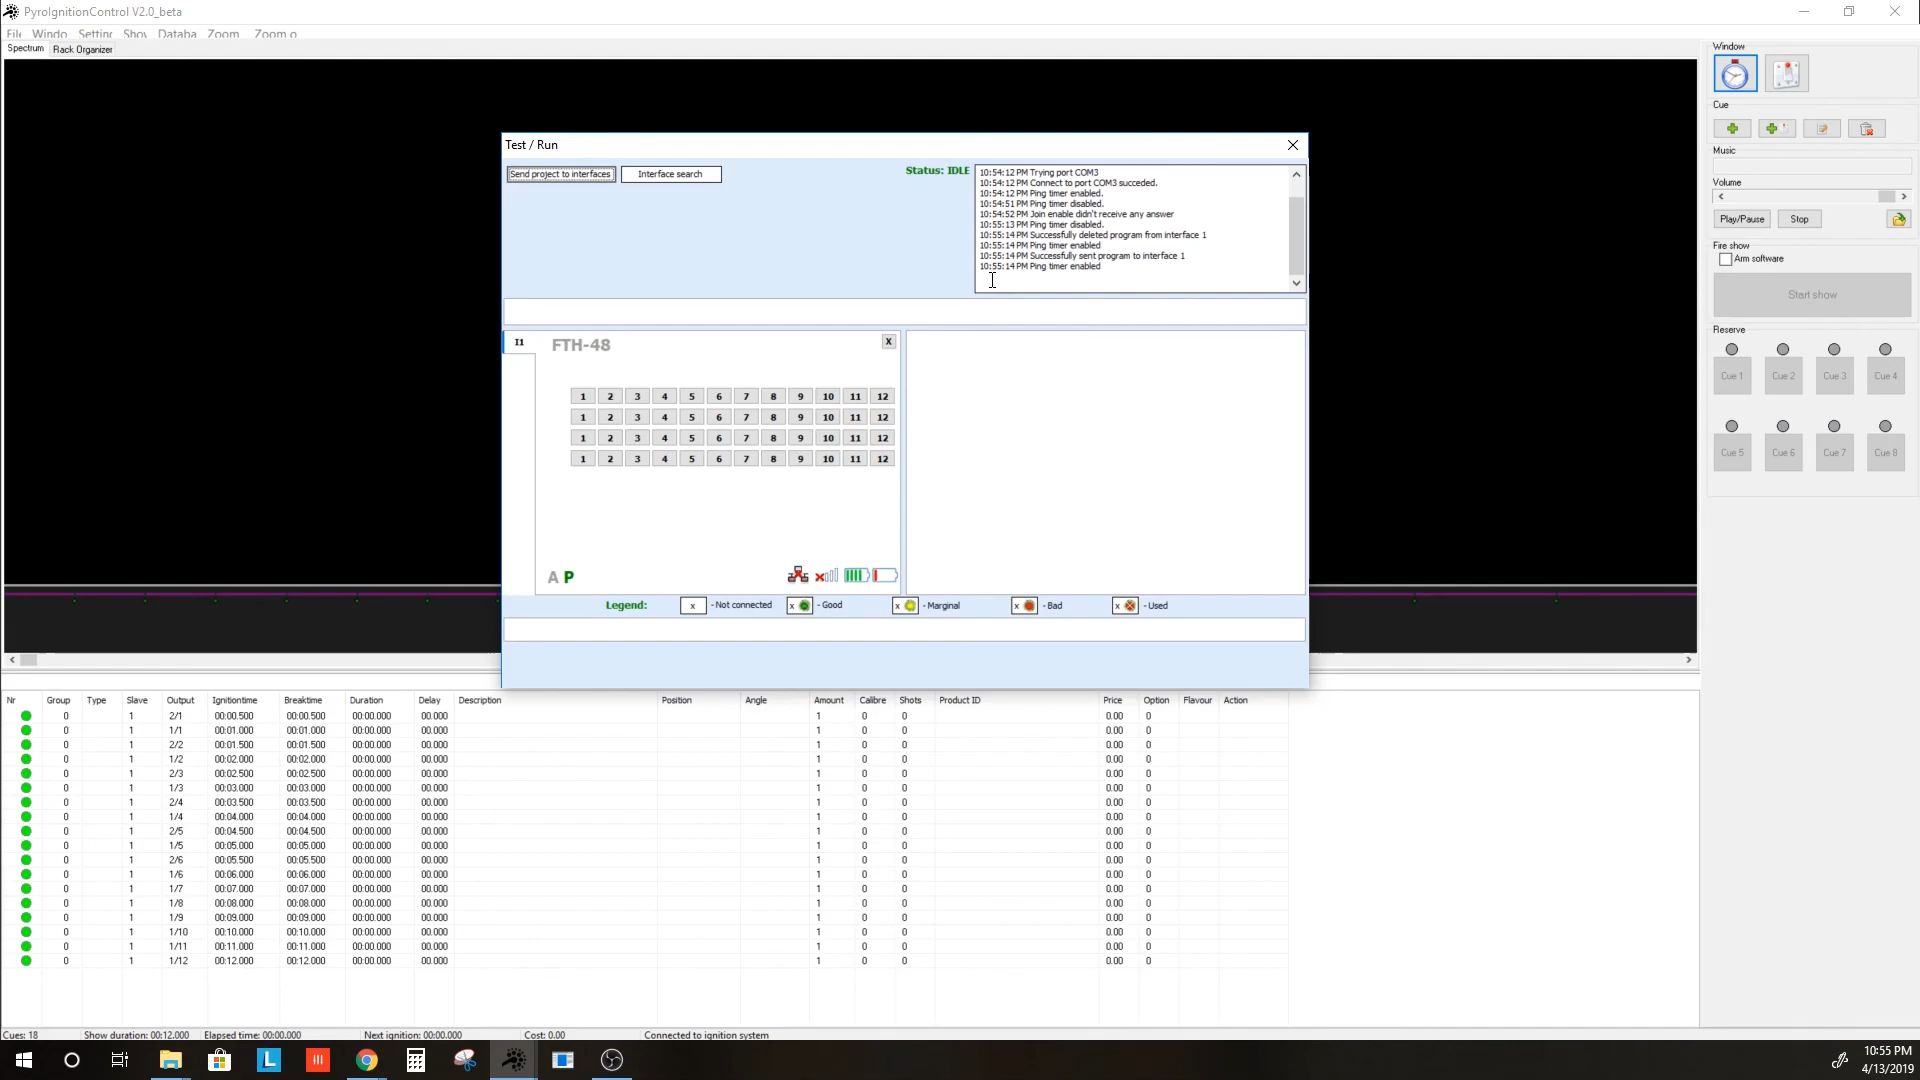 PyroIgnitionControl V2.0_beta
Fil Windo Setting Shov Databa Zoom Zoom o
Spectrum Rack Organizer
Window
Cue
Music
Volume
Play/Pause Stop
Fire show
Arm software
Start show
Reserve
Cue 1 Cue 2 Cue 3 Cue 4
Cue 5 Cue 6 Cue 7 Cue 8
Test / Run
Send project to interfaces Interface search
Status: IDLE
10:54:12 PM Trying port COM3
10:54:12 PM Connect to port COM3 succeded.
10:54:12 PM Ping timer enabled.
10:54:51 PM Ping timer disabled.
10:54:52 PM Join enable didn't receive any answer
10:55:13 PM Ping timer disabled.
10:55:14 PM Successfully deleted program from interface 1
10:55:14 PM Ping timer enabled
10:55:14 PM Successfully sent program to interface 1
10:55:14 PM Ping timer enabled
I1 FTH-48 X
1 2 3 4 5 6 7 8 9 10 11 12
1 2 3 4 5 6 7 8 9 10 11 12
1 2 3 4 5 6 7 8 9 10 11 12
1 2 3 4 5 6 7 8 9 10 11 12
A P
Legend: x - Not connected x - Good x - Marginal x - Bad x - Used
Nr Group Type Slave Output Ignitiontime Breaktime Duration Delay Description Position Angle Amount Calibre Shots Product ID Price Option Flavour Action
0 1 2/1 00:00.500 00:00.500 00:00.000 00.000 1 0 0 0.00 0
0 1 1/1 00:01.000 00:01.000 00:00.000 00.000 1 0 0 0.00 0
0 1 2/2 00:01.500 00:01.500 00:00.000 00.000 1 0 0 0.00 0
0 1 1/2 00:02.000 00:02.000 00:00.000 00.000 1 0 0 0.00 0
0 1 2/3 00:02.500 00:02.500 00:00.000 00.000 1 0 0 0.00 0
0 1 1/3 00:03.000 00:03.000 00:00.000 00.000 1 0 0 0.00 0
0 1 2/4 00:03.500 00:03.500 00:00.000 00.000 1 0 0 0.00 0
0 1 1/4 00:04.000 00:04.000 00:00.000 00.000 1 0 0 0.00 0
0 1 2/5 00:04.500 00:04.500 00:00.000 00.000 1 0 0 0.00 0
0 1 1/5 00:05.000 00:05.000 00:00.000 00.000 1 0 0 0.00 0
0 1 2/6 00:05.500 00:05.500 00:00.000 00.000 1 0 0 0.00 0
0 1 1/6 00:06.000 00:06.000 00:00.000 00.000 1 0 0 0.00 0
0 1 1/7 00:07.000 00:07.000 00:00.000 00.000 1 0 0 0.00 0
0 1 1/8 00:08.000 00:08.000 00:00.000 00.000 1 0 0 0.00 0
0 1 1/9 00:09.000 00:09.000 00:00.000 00.000 1 0 0 0.00 0
0 1 1/10 00:10.000 00:10.000 00:00.000 00.000 1 0 0 0.00 0
0 1 1/11 00:11.000 00:11.000 00:00.000 00.000 1 0 0 0.00 0
0 1 1/12 00:12.000 00:12.000 00:00.000 00.000 1 0 0 0.00 0
Cues: 18 Show duration: 00:12.000 Elapsed time: 00:00.000 Next ignition: 00:00.000 Cost: 0.00 Connected to ignition system
L
10:55 PM
4/13/2019